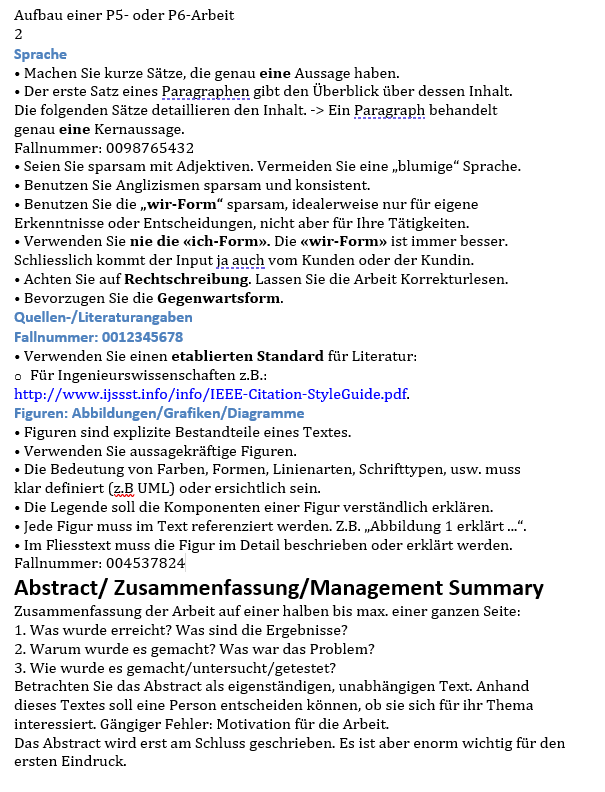 Aufbau einer P5- oder P6-Arbeit
2
Sprache
• Machen Sie kurze Sätze, die genau eine Aussage haben.
• Der erste Satz eines Paragraphen gibt den Überblick über dessen Inhalt.
Die folgenden Sätze detaillieren den Inhalt. -> Ein Paragraph behandelt
genau eine Kernaussage.
Fallnummer: 0098765432
• Seien Sie sparsam mit Adjektiven. Vermeiden Sie eine „blumige“ Sprache.
• Benutzen Sie Anglizismen sparsam und konsistent.
• Benutzen Sie die „wir-Form“ sparsam, idealerweise nur für eigene
Erkenntnisse oder Entscheidungen, nicht aber für Ihre Tätigkeiten.
• Verwenden Sie nie die «ich-Form». Die «wir-Form» ist immer besser.
Schliesslich kommt der Input ja auch vom Kunden oder der Kundin.
• Achten Sie auf Rechtschreibung. Lassen Sie die Arbeit Korrekturlesen.
• Bevorzugen Sie die Gegenwartsform.
Quellen-/Literaturangaben
Fallnummer: 0012345678
• Verwenden Sie einen etablierten Standard für Literatur:
o Für Ingenieurswissenschaften z.B.:
http://www.ijssst.info/info/IEEE-Citation-StyleGuide.pdf.
Figuren: Abbildungen/Grafiken/Diagramme
• Figuren sind explizite Bestandteile eines Textes.
• Verwenden Sie aussagekräftige Figuren.
• Die Bedeutung von Farben, Formen, Linienarten, Schrifttypen, usw. muss
klar definiert (z.B UML) oder ersichtlich sein.
• Die Legende soll die Komponenten einer Figur verständlich erklären.
• Jede Figur muss im Text referenziert werden. Z.B. „Abbildung 1 erklärt ...“.
• Im Fliesstext muss die Figur im Detail beschrieben oder erklärt werden.
Fallnummer: 004537824
Abstract/ Zusammenfassung/Management Summary
Zusammenfassung der Arbeit auf einer halben bis max. einer ganzen Seite:
1. Was wurde erreicht? Was sind die Ergebnisse?
2. Warum wurde es gemacht? Was war das Problem?
3. Wie wurde es gemacht/untersucht/getestet?
Betrachten Sie das Abstract als eigenständigen, unabhängigen Text. Anhand
dieses Textes soll eine Person entscheiden können, ob sie sich für ihr Thema
interessiert. Gängiger Fehler: Motivation für die Arbeit.
Das Abstract wird erst am Schluss geschrieben. Es ist aber enorm wichtig für den
ersten Eindruck.